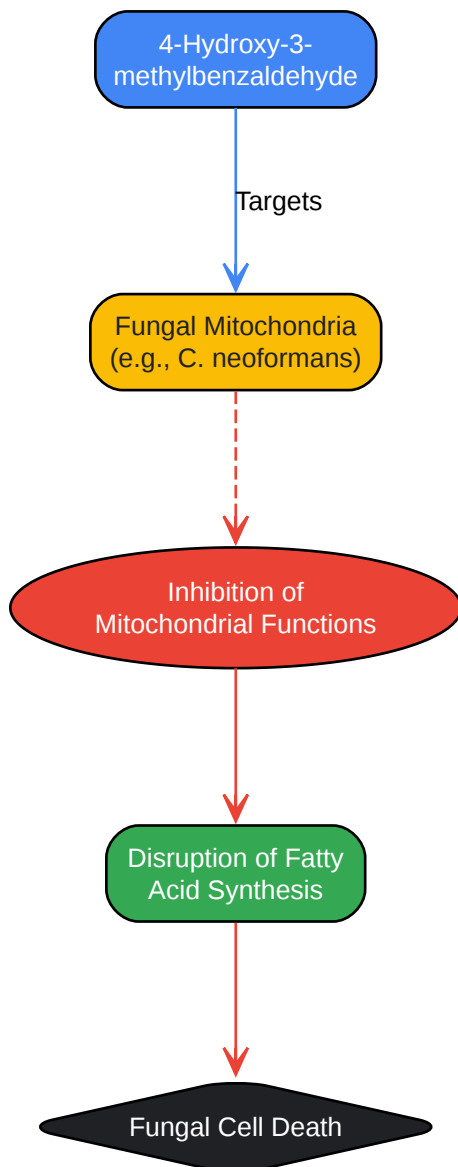 4-Hydroxy-3-
methylbenzaldehyde
Targets
Fungal Mitochondria
(e.g., C. neoformans)
Inhibition of
Mitochondrial Functions
Disruption of Fatty
Acid Synthesis
Fungal Cell Death